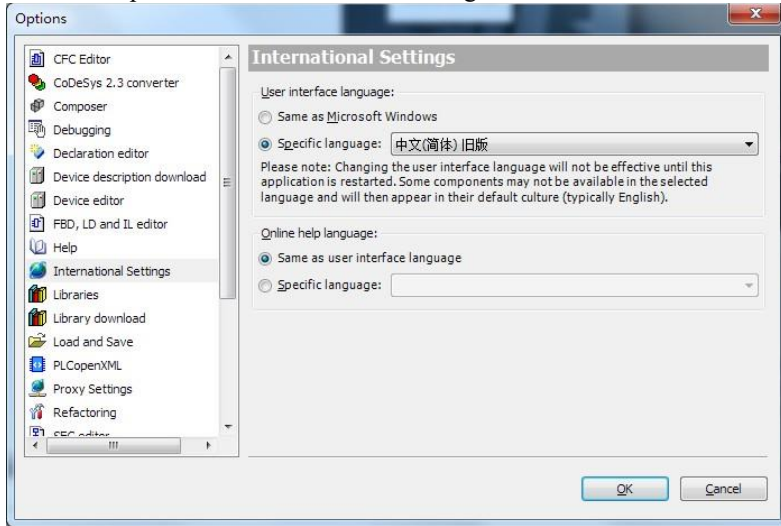 Options
CFC Editor
CoDeSys 2.3 converter
Composer
Debugging
Declaration editor
Device description download
Device editor
FBD, LD and IL editor
Help
International Settings
Libraries
Library download
Load and Save
PLCopenXML
Proxy Settings
Refactoring
SFC editor
International Settings
User interface language:
Same as Microsoft Windows
Specific language:
中文(简体) 旧版
Please note: Changing the user interface language will not be effective until this
application is restarted. Some components may not be available in the selected
language and will then appear in their default culture (typically English).
Online help language:
Same as user interface language
Specific language:
OK
Cancel